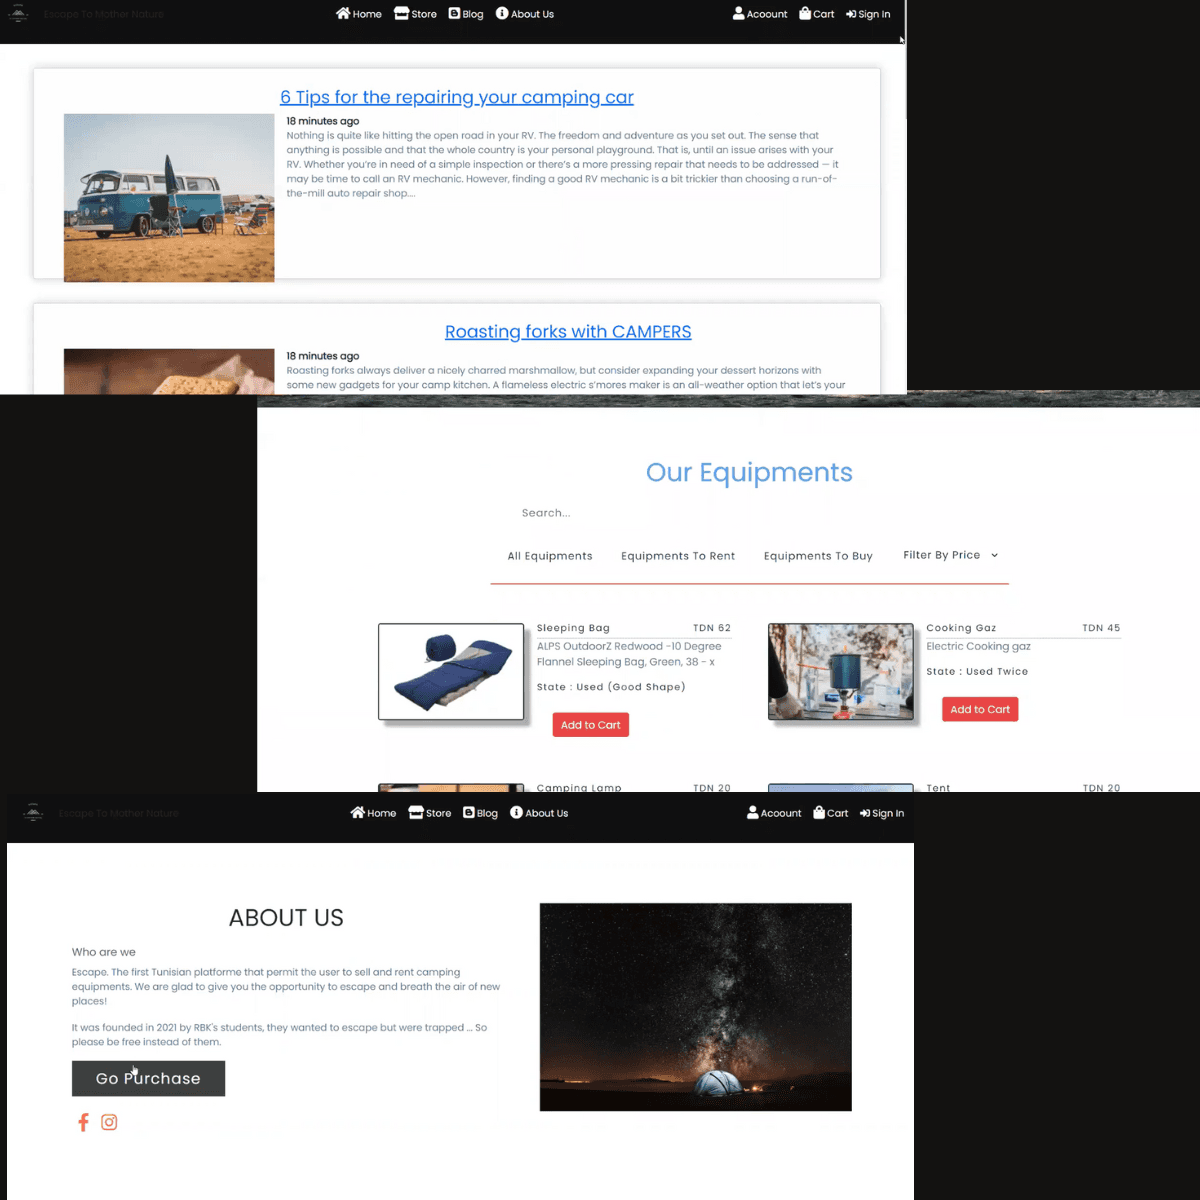 Escape To Mother Nature
Home Store Blog About Us
Acoount Cart Sign In
6 Tips for the repairing your camping car
18 minutes ago
Nothing is quite like hitting the open road in your RV. The freedom and adventure as you set out. The sense that
anything is possible and that the whole country is your personal playground. That is, until an issue arises with your
RV. Whether you're in need of a simple inspection or there's a more pressing repair that needs to be addressed — it
may be time to call an RV mechanic. However, finding a good RV mechanic is a bit trickier than choosing a run-of-
the-mill auto repair shop....
Roasting forks with CAMPERS
18 minutes ago
Roasting forks always deliver a nicely charred marshmallow, but consider expanding your dessert horizons with
some new gadgets for your camp kitchen. A flameless electric s'mores maker is an all-weather option that let's your
Our Equipments
Search...
All Equipments Equipments To Rent Equipments To Buy Filter By Price
Sleeping Bag TDN 62
ALPS OutdoorZ Redwood -10 Degree
Flannel Sleeping Bag, Green, 38 - x
State : Used (Good Shape)
Add to Cart
Cooking Gaz TDN 45
Electric Cooking gaz
State : Used Twice
Add to Cart
Camping Lamp TDN 20
Tent TDN 20
Escape To Mother Nature
Home Store Blog About Us
Acoount Cart Sign In
ABOUT US
Who are we
Escape. The first Tunisian platforme that permit the user to sell and rent camping
equipments. We are glad to give you the opportunity to escape and breath the air of new
places!
It was founded in 2021 by RBK's students, they wanted to escape but were trapped ... So
please be free instead of them.
Go Purchase